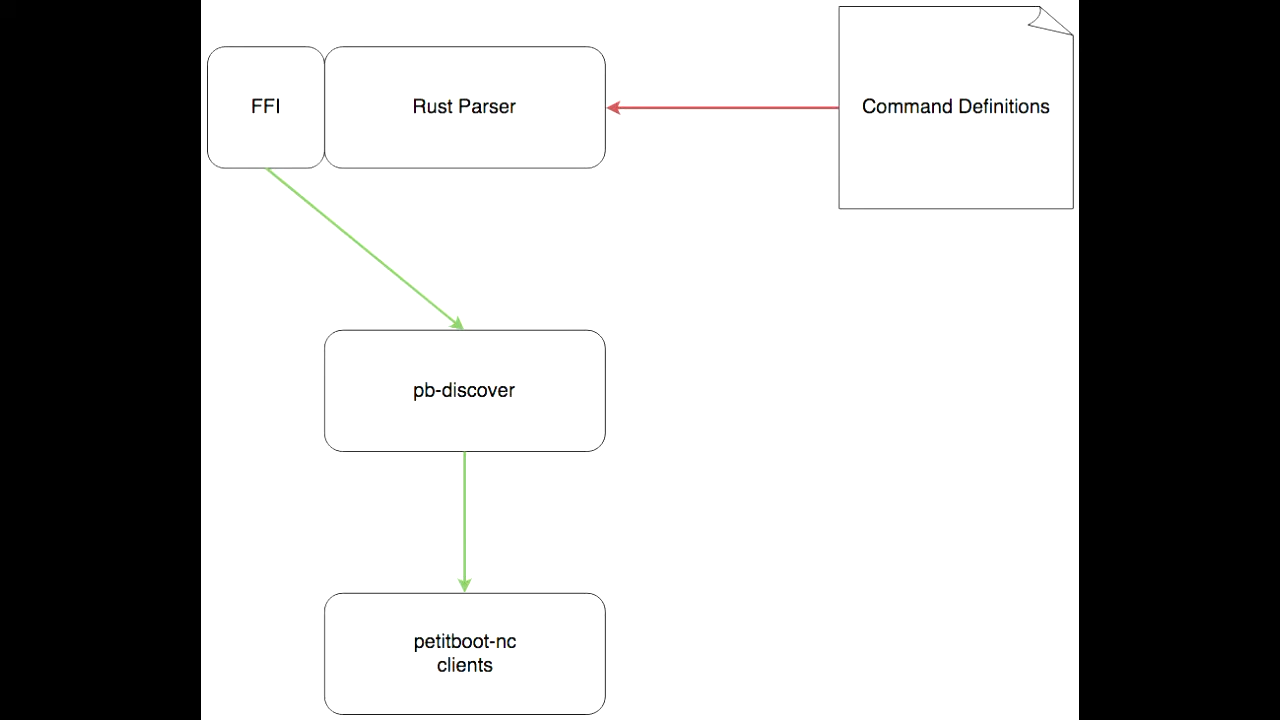 FFI
Rust Parser
Command Definitions
pb-discover
petitboot-nc
clients